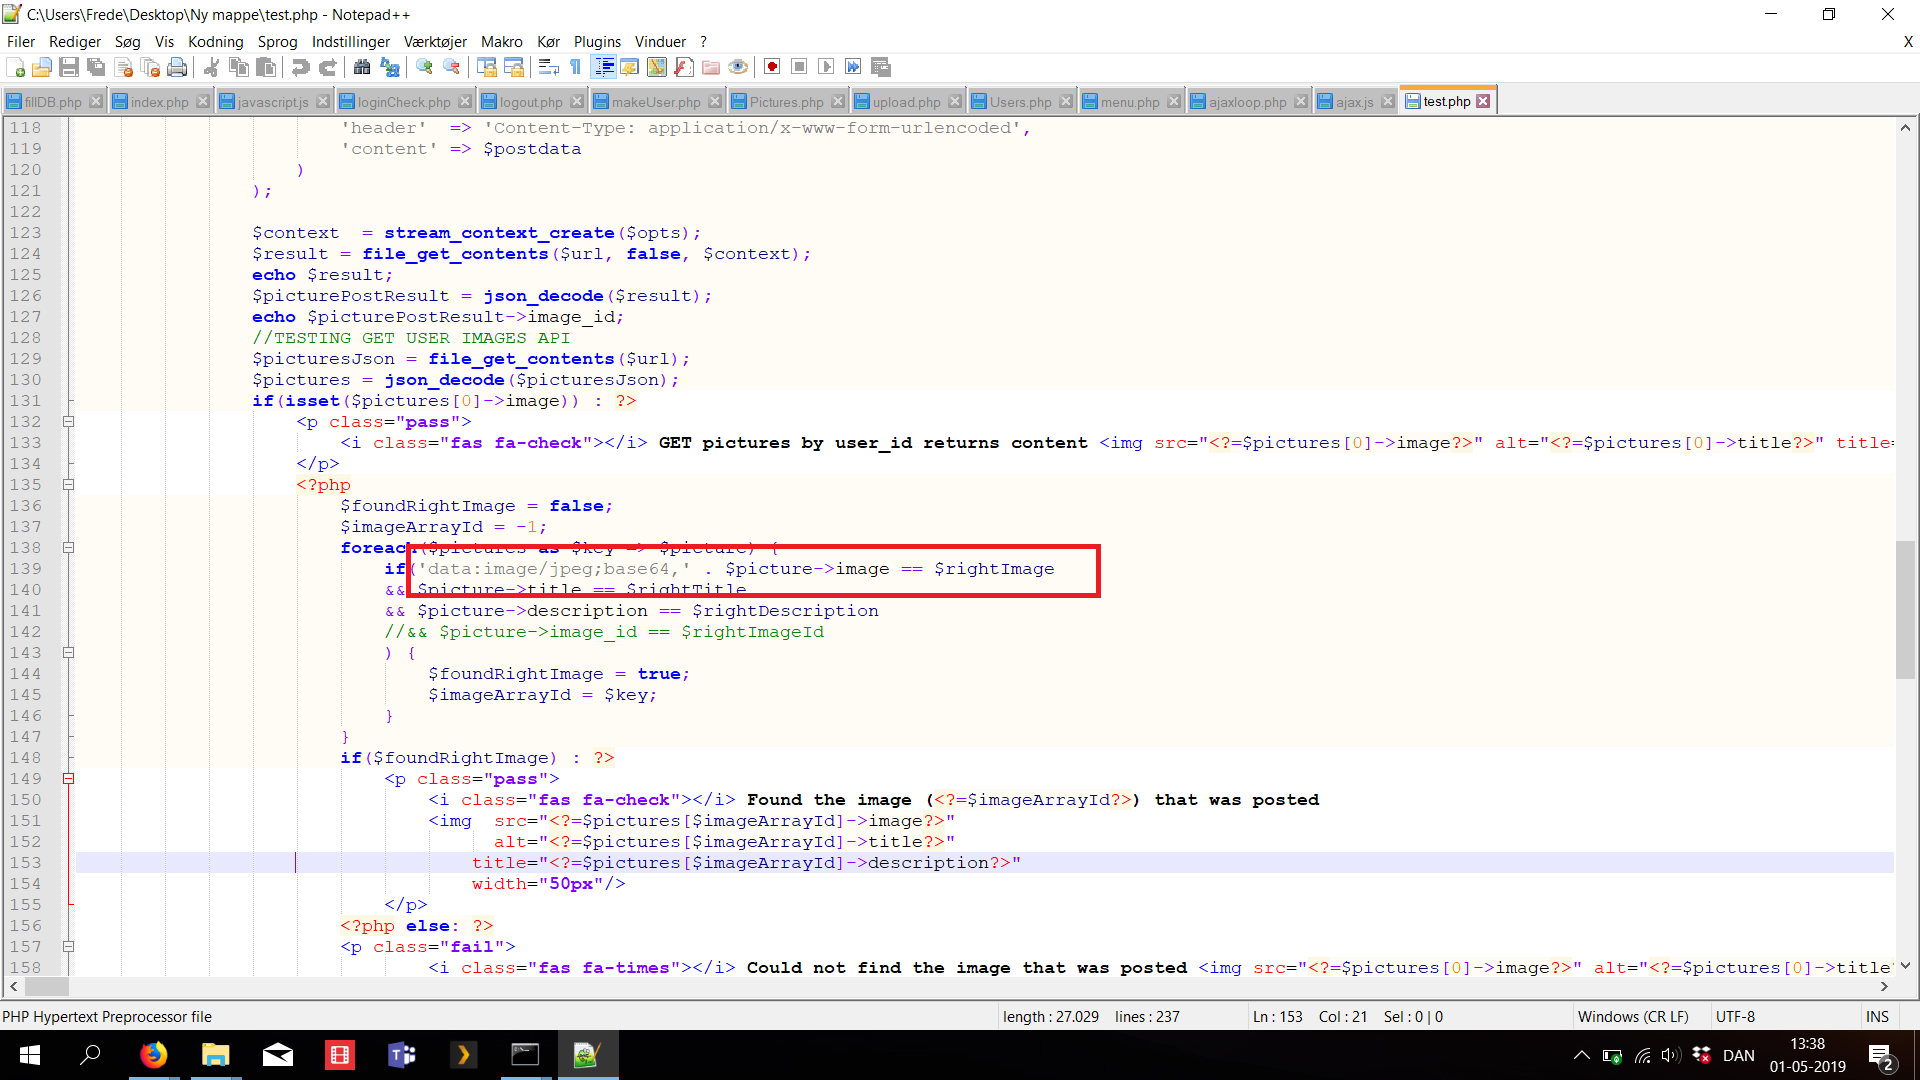 C:\Users\Frede\Desktop\Ny mappe\test.php - Notepad++
Filer Rediger Søg Vis Kodning Sprog Indstillinger Værktøjer Makro Kør Plugins Vinduer ? X
fillDB.php index.php javascript.js loginCheck.php logout.php makeUser.php Pictures.php upload.php Users.php menu.php ajaxloop.php ajax.js test.php
118 'header' => 'Content-Type: application/x-www-form-urlencoded',
119 'content' => $postdata
120 )
121 );
122
123 $context = stream_context_create($opts);
124 $result = file_get_contents($url, false, $context);
125 echo $result;
126 $picturePostResult = json_decode($result);
127 echo $picturePostResult->image_id;
128 //TESTING GET USER IMAGES API
129 $picturesJson = file_get_contents($url);
130 $pictures = json_decode($picturesJson);
131 if(isset($pictures[0]->image)) : ?>
132 <p class="pass">
133 <i class="fas fa-check"></i> GET pictures by user_id returns content <img src="<?=$pictures[0]->image?>" alt="<?=$pictures[0]->title?>" title=
134 </p>
135 <?php
136 $foundRightImage = false;
137 $imageArrayId = -1;
138 foreach($pictures as $key => $picture) {
139 if('data:image/jpeg;base64,' . $picture->image == $rightImage
140 && $picture->title == $rightTitle
141 && $picture->description == $rightDescription
142 //&& $picture->image_id == $rightImageId
143 ) {
144 $foundRightImage = true;
145 $imageArrayId = $key;
146 }
147 }
148 if($foundRightImage) : ?>
149 <p class="pass">
150 <i class="fas fa-check"></i> Found the image (<?=$imageArrayId?>) that was posted
151 <img src="<?=$pictures[$imageArrayId]->image?>"
152 alt="<?=$pictures[$imageArrayId]->title?>"
153 title="<?=$pictures[$imageArrayId]->description?>"
154 width="50px"/>
155 </p>
156 <?php else: ?>
157 <p class="fail">
158 <i class="fas fa-times"></i> Could not find the image that was posted <img src="<?=$pictures[0]->image?>" alt="<?=$pictures[0]->title
PHP Hypertext Preprocessor file length : 27.029 lines : 237 Ln : 153 Col : 21 Sel : 0 | 0 Windows (CR LF) UTF-8 INS
DAN 13:38
01-05-2019 2